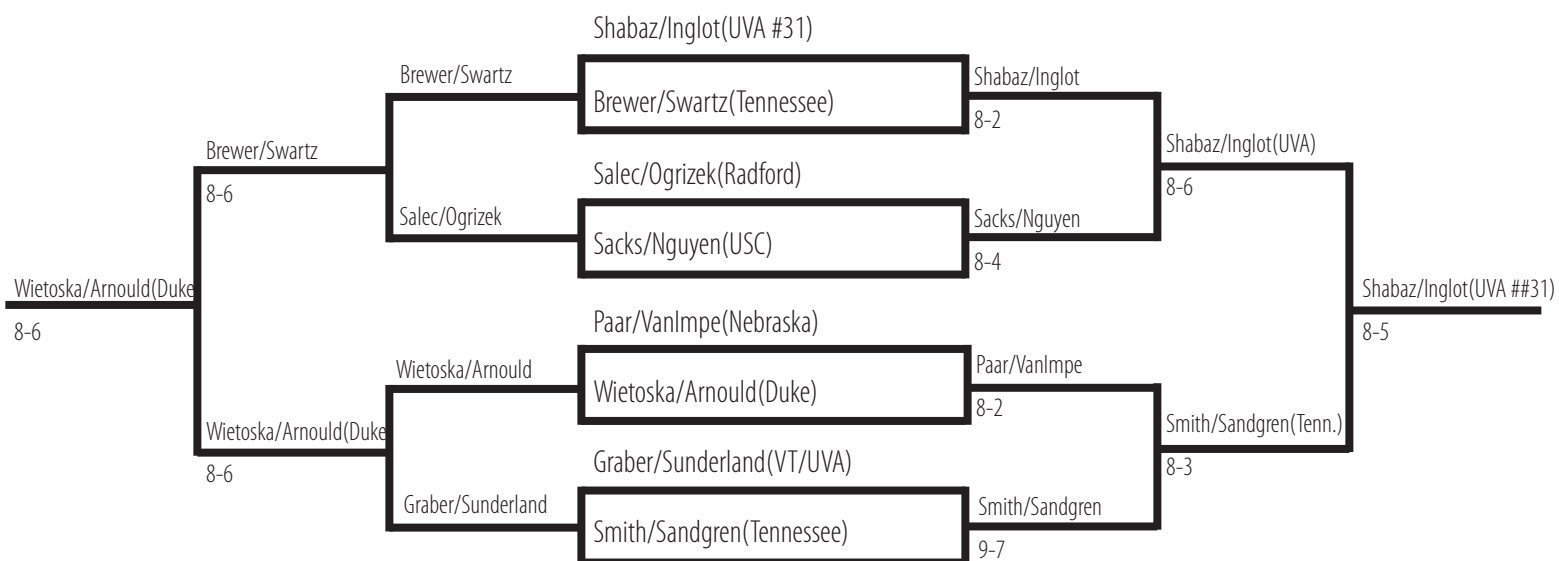 Shabaz/Inglot(UVA #31)
Brewer/Swartz
Shabaz/Inglot
Brewer/Swartz(Tennessee)
8-2
Brewer/Swartz
Shabaz/Inglot(UVA)
8-6
Salec/Ogrizek(Radford)
8-6
Salec/Ogrizek
Sacks/Nguyen
Sacks/Nguyen(USC)
8-4
Wietoska/Arnould(Duke
Shabaz/Inglot(UVA ##31)
8-6
Paar/VanImpe(Nebraska)
8-5
Wietoska/Arnould
Paar/VanImpe
Wietoska/Arnould(Duke)
8-2
Wietoska/Arnould(Duke
Smith/Sandgren(Tenn.)
8-6
Graber/Sunderland(VT/UVA)
8-3
Graber/Sunderland
Smith/Sandgren
Smith/Sandgren(Tennessee)
9-7